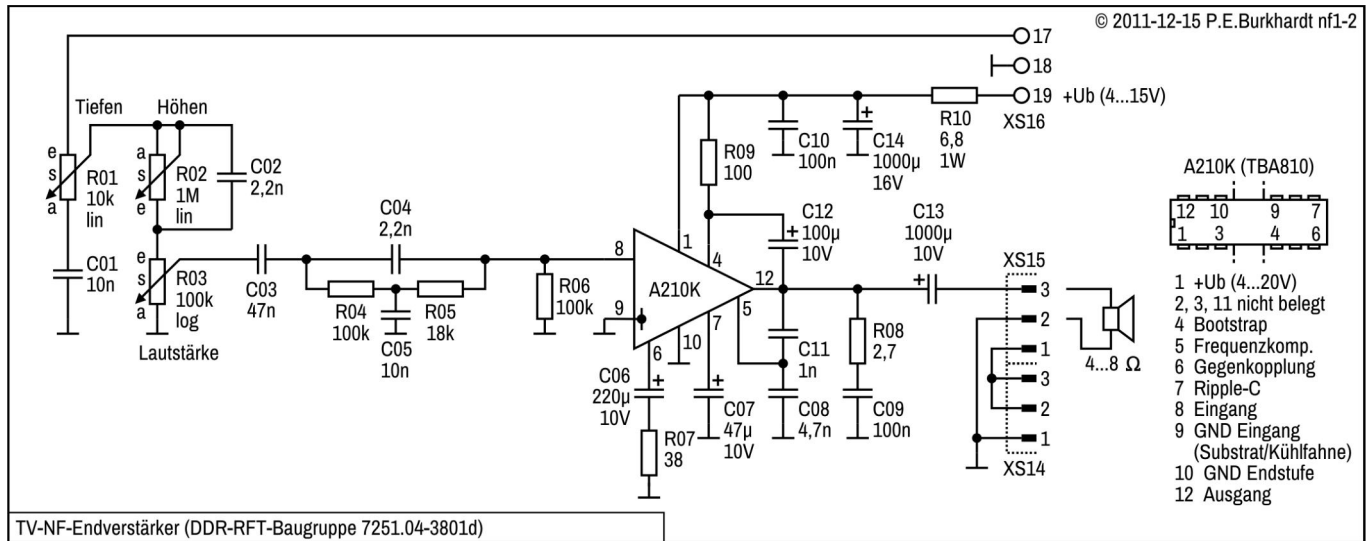 © 2011-12-15 P.E.Burkhardt nf1-2
17
18
19 +Ub (4...15V)
XS16
Tiefen
Höhen
e
s
a
R01
10k
lin
a
s
e
R02
1M
lin
C02
2,2n
C01
10n
e
s
a
R03
100k
log
Lautstärke
C03
47n
C04
2,2n
R04
100k
R05
18k
C05
10n
R06
100k
8
9
6
10
7
5
12
4
1
A210K
R09
100
C10
100n
C14
+
1000µ
16V
R10
6,8
1W
C12
+
100µ
10V
C13
1000µ
10V
+
C06
220µ
10V
+
R07
38
C07
47µ
10V
+
C11
1n
C08
4,7n
R08
2,7
C09
100n
XS15
3
2
1
3
2
1
XS14
4...8 Ω
A210K (TBA810)
12 10 9 7
1 3 4 6
1 +Ub (4...20V)
2, 3, 11 nicht belegt
4 Bootstrap
5 Frequenzkomp.
6 Gegenkopplung
7 Ripple-C
8 Eingang
9 GND Eingang
(Substrat/Kühlfahne)
10 GND Endstufe
12 Ausgang
TV-NF-Endverstärker (DDR-RFT-Baugruppe 7251.04-3801d)